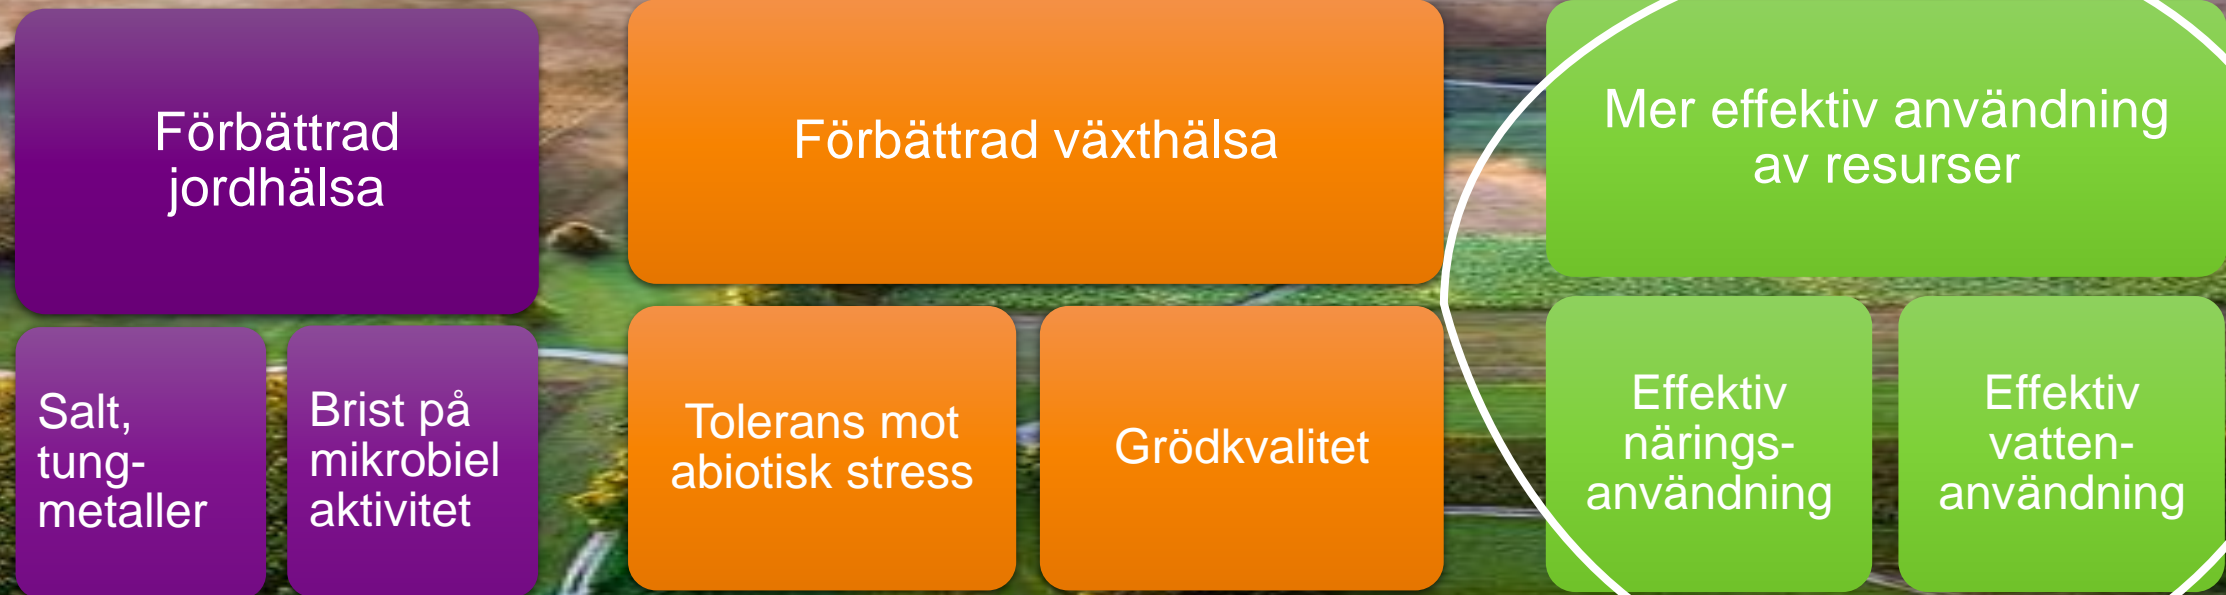 Förbättrad
jordhälsa
Salt,
tung-
metaller
Brist på
mikrobiel
aktivitet
Förbättrad växthälsa
Tolerans mot
abiotisk stress
Grödkvalitet
Mer effektiv användning
av resurser
Effektiv
närings-
användning
Effektiv
vatten-
användning